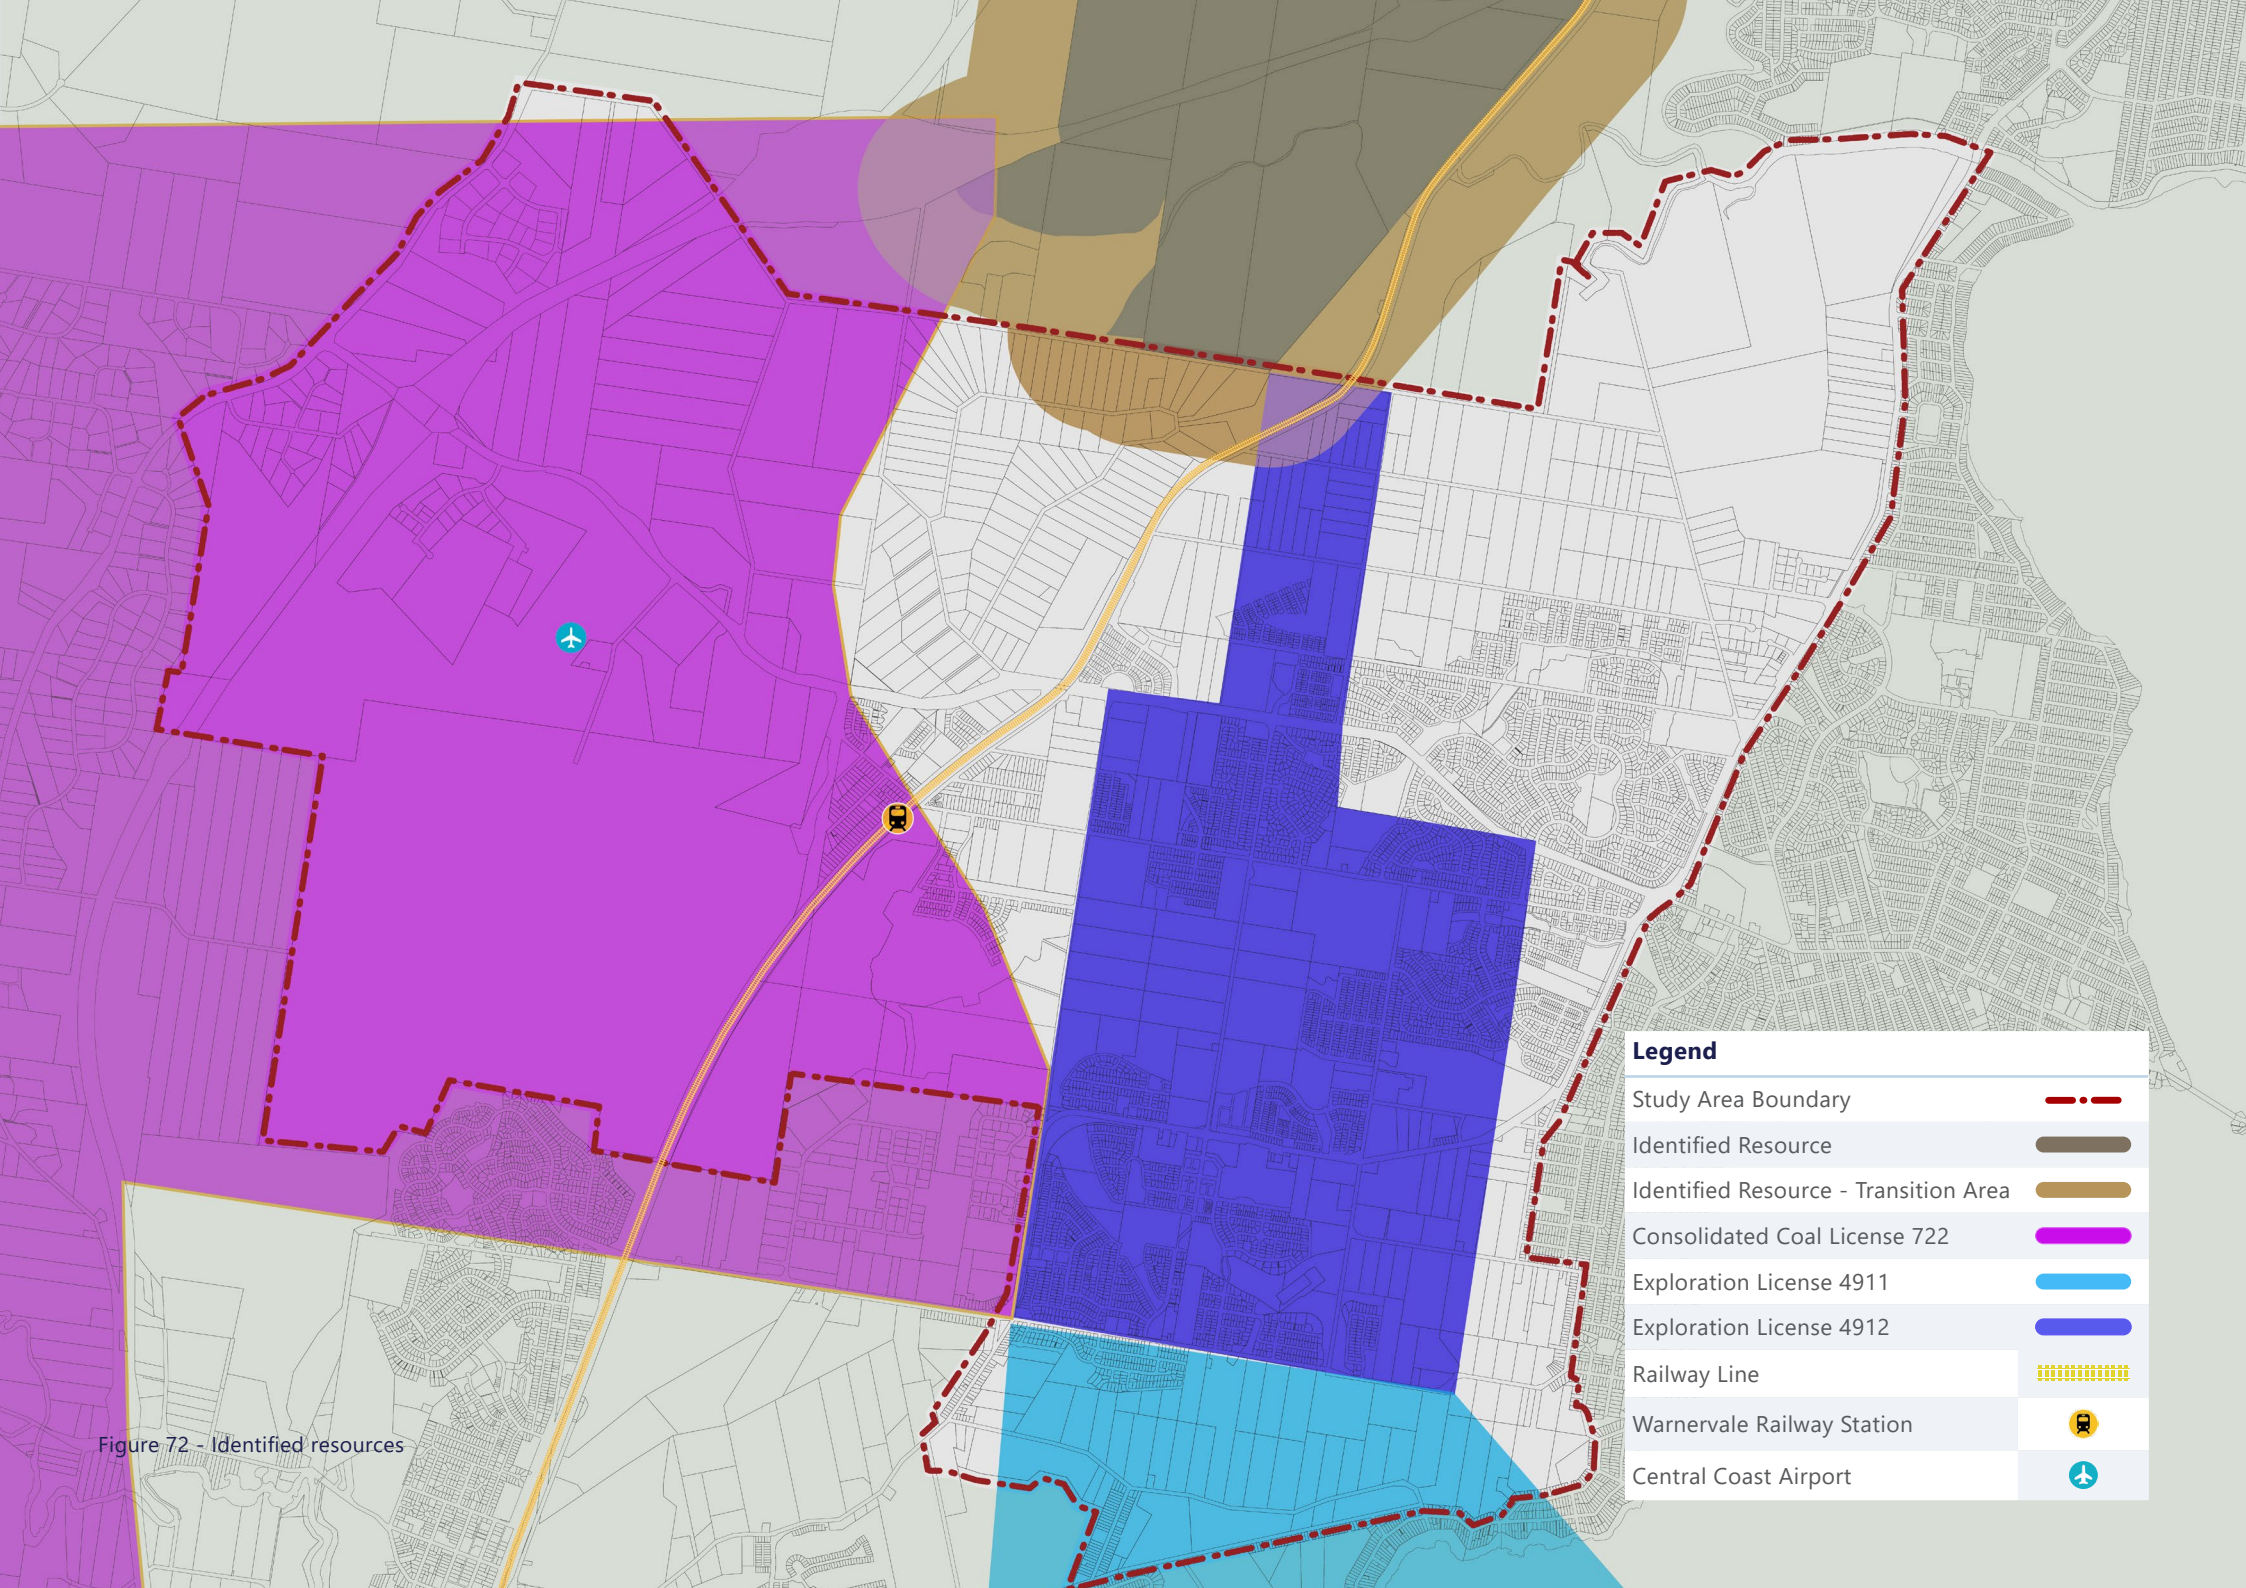 Legend
Study Area Boundary
Identified Resource
Identified Resource - Transition Area
Consolidated Coal License 722
Exploration License 4911
Exploration License 4912
Railway Line
Warnervale Railway Station
Central Coast Airport
Figure 72 - Identified resources